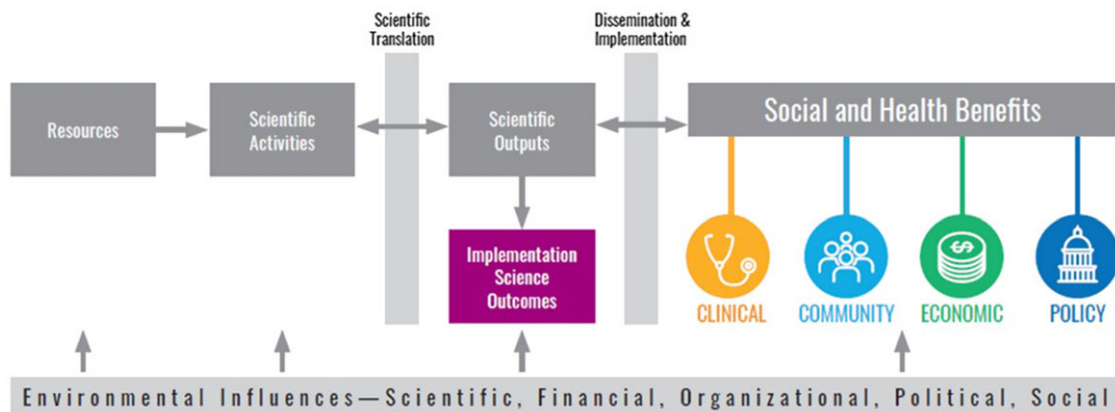 Scientific
Translation
Dissemination &
Implementation
Resources
Scientific
Activities
Scientific
Outputs
Social and Health Benefits
Implementation
Science
Outcomes
$
CLINICAL
COMMUNITY
ECONOMIC
POLICY
Environmental Influences—Scientific, Financial, Organizational, Political, Social